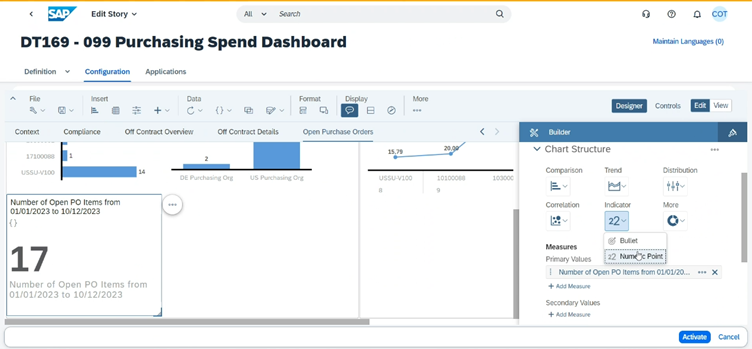 SAP
Edit Story
All
Search
COT
DT169 - 099 Purchasing Spend Dashboard
Maintain Languages (0)
Definition
Configuration
Applications
File
Insert
Data
Format
Display
More
Designer
Controls
Edit
View
Context
Compliance
Off Contract Overview
Off Contract Details
Open Purchase Orders
Builder
17100088
1
USSU-V100
14
2
DE Purchasing Org
US Purchasing Org
15.79
20.00
USSU-V100
10100088
103000
8
9
Chart Structure
Comparison
Trend
Distribution
Correlation
Indicator
More
Bullet
Numeric Point
Number of Open PO Items from
01/01/2023 to 10/12/2023
{}
17
Number of Open PO Items from
01/01/2023 to 10/12/2023
Measures
Primary Values
Number of Open PO Items from 01/01/20...
+ Add Measure
Secondary Values
+ Add Measure
Activate
Cancel